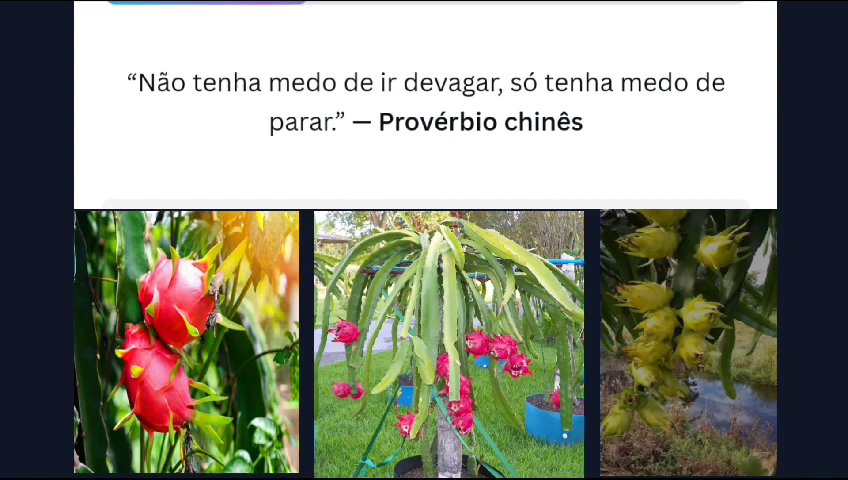 “Não tenha medo de ir devagar, só tenha medo de
parar.” — Provérbio chinês